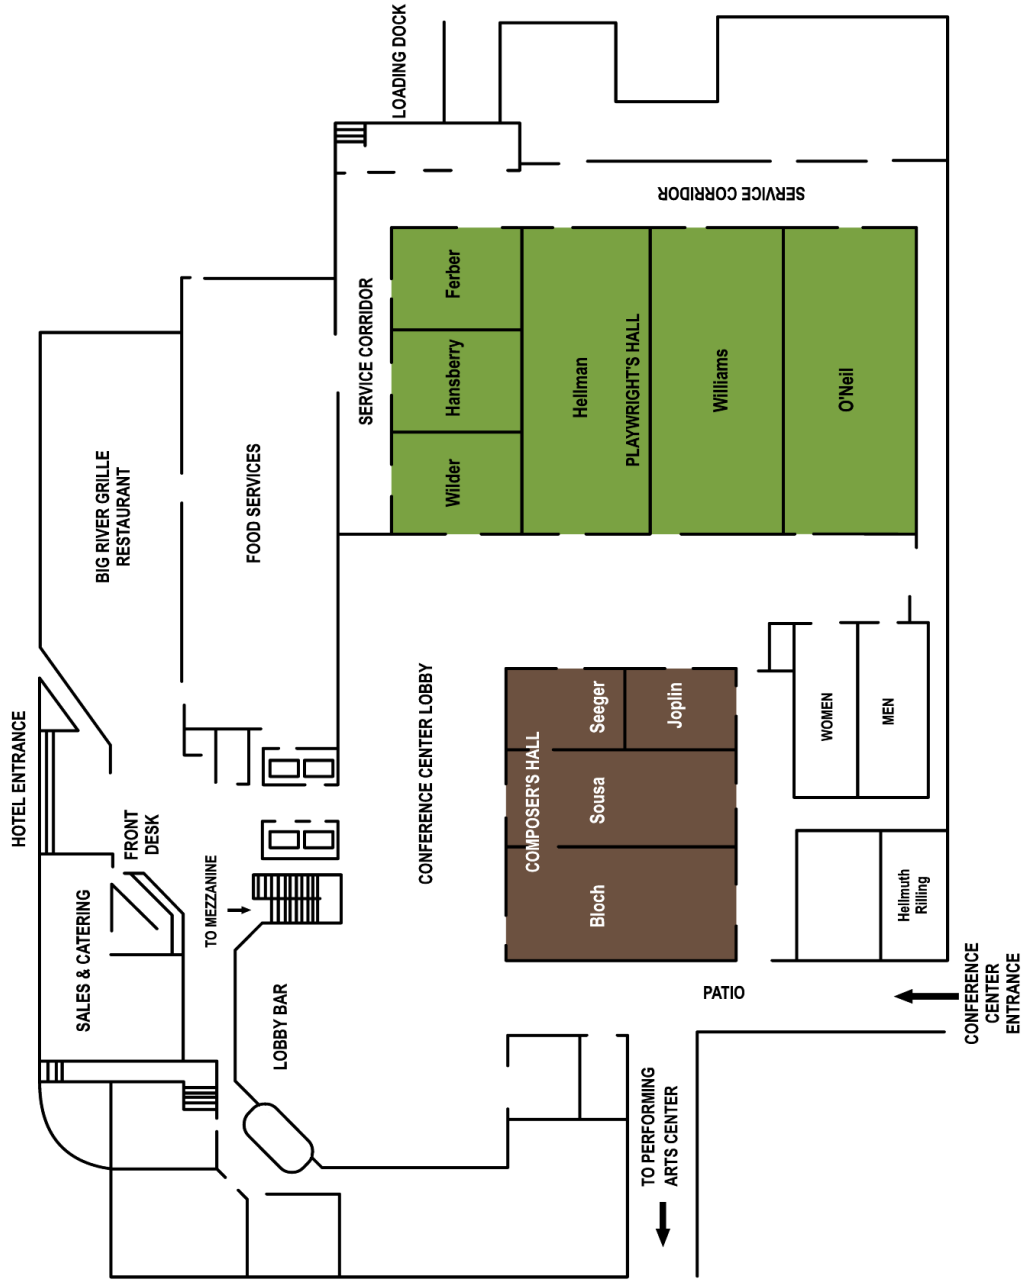 LOADING DOCK
SERVICE CORRIDOR
SERVICE CORRIDOR
Ferber
Hansberry
Wilder
Hellman
PLAYWRIGHT'S HALL
Williams
O'Neil
BIG RIVER GRILLE
RESTAURANT
FOOD SERVICES
HOTEL ENTRANCE
FRONT
DESK
TO MEZZANINE
SALES & CATERING
LOBBY BAR
CONFERENCE CENTER LOBBY
COMPOSER'S HALL
Seeger
Joplin
Sousa
Bloch
WOMEN
MEN
Hellmuth
Rilling
PATIO
CONFERENCE
CENTER
ENTRANCE
TO PERFORMING
ARTS CENTER